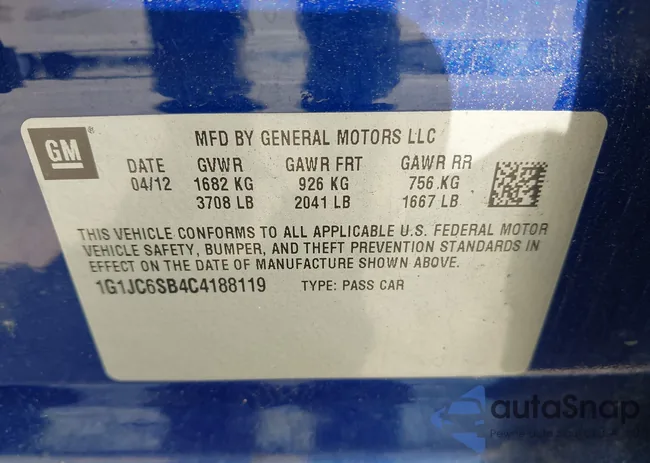 GM ®
MFD BY GENERAL MOTORS LLC
DATE GVWR GAWR FRT GAWR RR
04/12 1682 KG 926 KG 756 KG
3708 LB 2041 LB 1667 LB
THIS VEHICLE CONFORMS TO ALL APPLICABLE U.S. FEDERAL MOTOR
VEHICLE SAFETY, BUMPER, AND THEFT PREVENTION STANDARDS IN
EFFECT ON THE DATE OF MANUFACTURE SHOWN ABOVE.
1G1JC6SB4C4188119 TYPE: PASS CAR
autoSnap